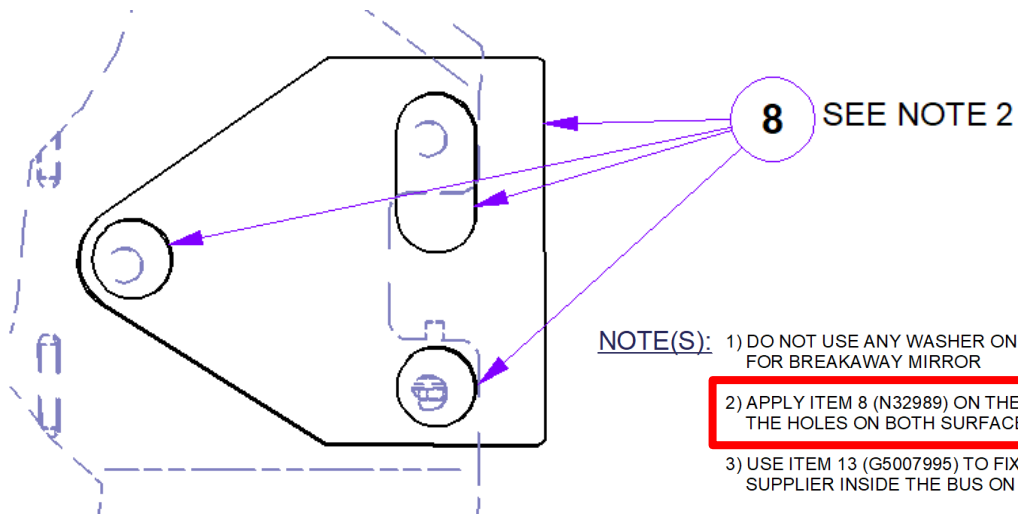 8 SEE NOTE 2
NOTE(S):
1) DO NOT USE ANY WASHER ON
FOR BREAKAWAY MIRROR
2) APPLY ITEM 8 (N32989) ON THE
THE HOLES ON BOTH SURFACE
3) USE ITEM 13 (G5007995) TO FIX
SUPPLIER INSIDE THE BUS ON